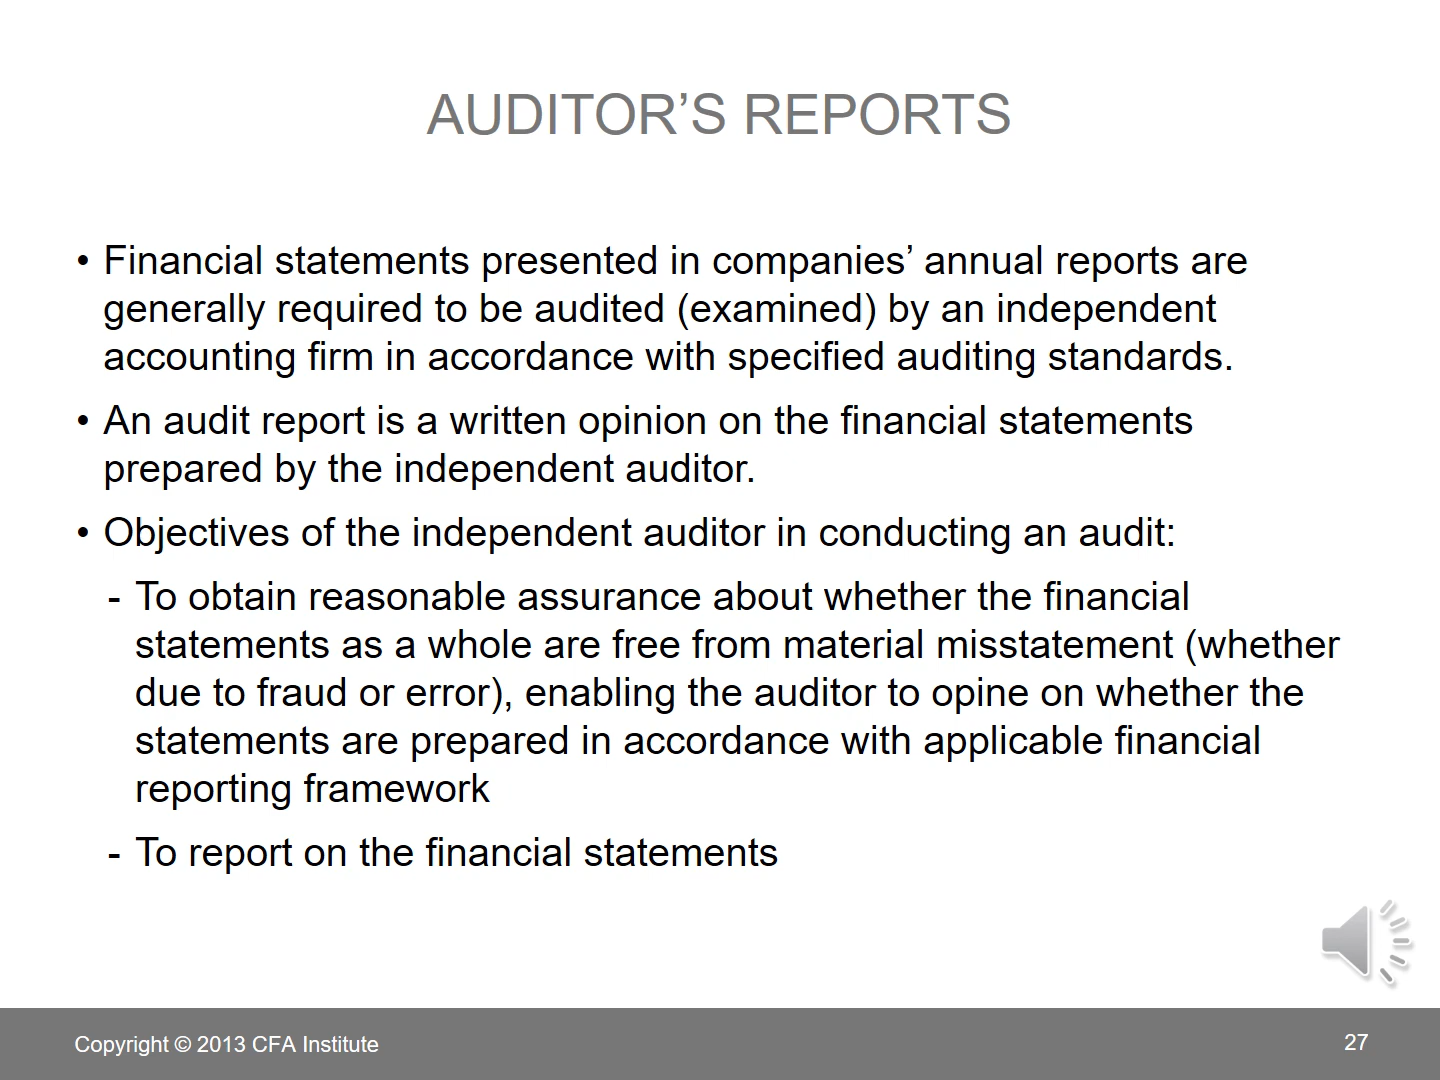 AUDITOR’S REPORTS
• Financial statements presented in companies’ annual reports are
generally required to be audited (examined) by an independent
accounting firm in accordance with specified auditing standards.
• An audit report is a written opinion on the financial statements
prepared by the independent auditor.
• Objectives of the independent auditor in conducting an audit:
- To obtain reasonable assurance about whether the financial
statements as a whole are free from material misstatement (whether
due to fraud or error), enabling the auditor to opine on whether the
statements are prepared in accordance with applicable financial
reporting framework
- To report on the financial statements
Copyright © 2013 CFA Institute
27